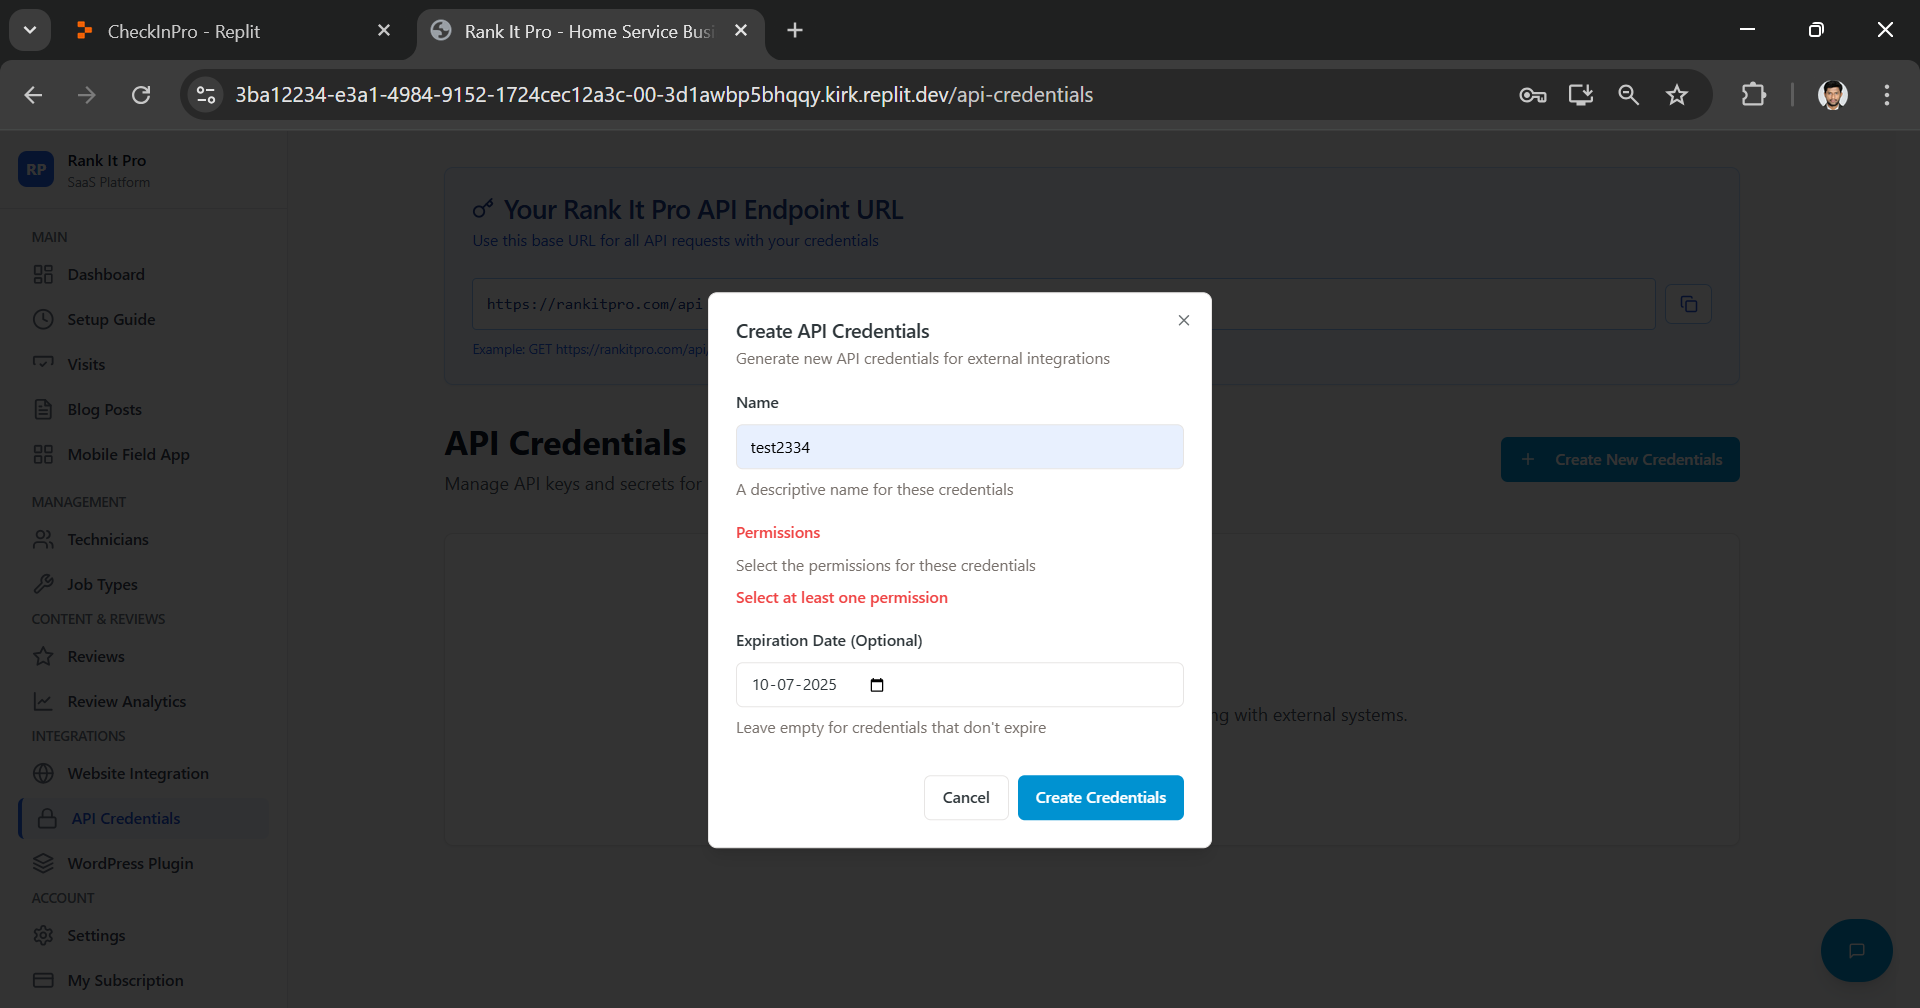 CheckInPro - Replit
Rank It Pro - Home Service Busi
3ba12234-e3a1-4984-9152-1724cec12a3c-00-3d1awbp5bhqqy.kirk.replit.dev/api-credentials
RP
Rank It Pro
SaaS Platform
MAIN
Dashboard
Setup Guide
Visits
Blog Posts
Mobile Field App
MANAGEMENT
Technicians
Job Types
CONTENT & REVIEWS
Reviews
Review Analytics
INTEGRATIONS
Website Integration
API Credentials
WordPress Plugin
ACCOUNT
Settings
My Subscription
Your Rank It Pro API Endpoint URL
Use this base URL for all API requests with your credentials
https://rankitpro.com/api
Example: GET https://rankitpro.com/api/
API Credentials
Manage API keys and secrets for
Create New Credentials
ng with external systems.
Create API Credentials
Generate new API credentials for external integrations
Name
test2334
A descriptive name for these credentials
Permissions
Select the permissions for these credentials
Select at least one permission
Expiration Date (Optional)
10-07-2025
Leave empty for credentials that don't expire
Cancel
Create Credentials